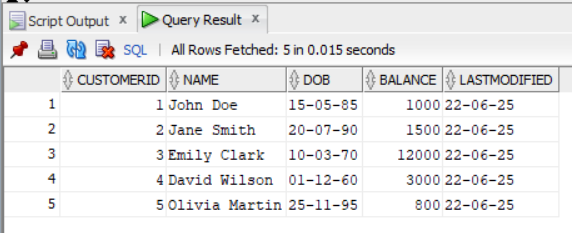 Script Output x Query Result x
SQL | All Rows Fetched: 5 in 0.015 seconds
CUSTOMERID NAME DOB BALANCE LASTMODIFIED
1 1 John Doe 15-05-85 1000 22-06-25
2 2 Jane Smith 20-07-90 1500 22-06-25
3 3 Emily Clark 10-03-70 12000 22-06-25
4 4 David Wilson 01-12-60 3000 22-06-25
5 5 Olivia Martin 25-11-95 800 22-06-25